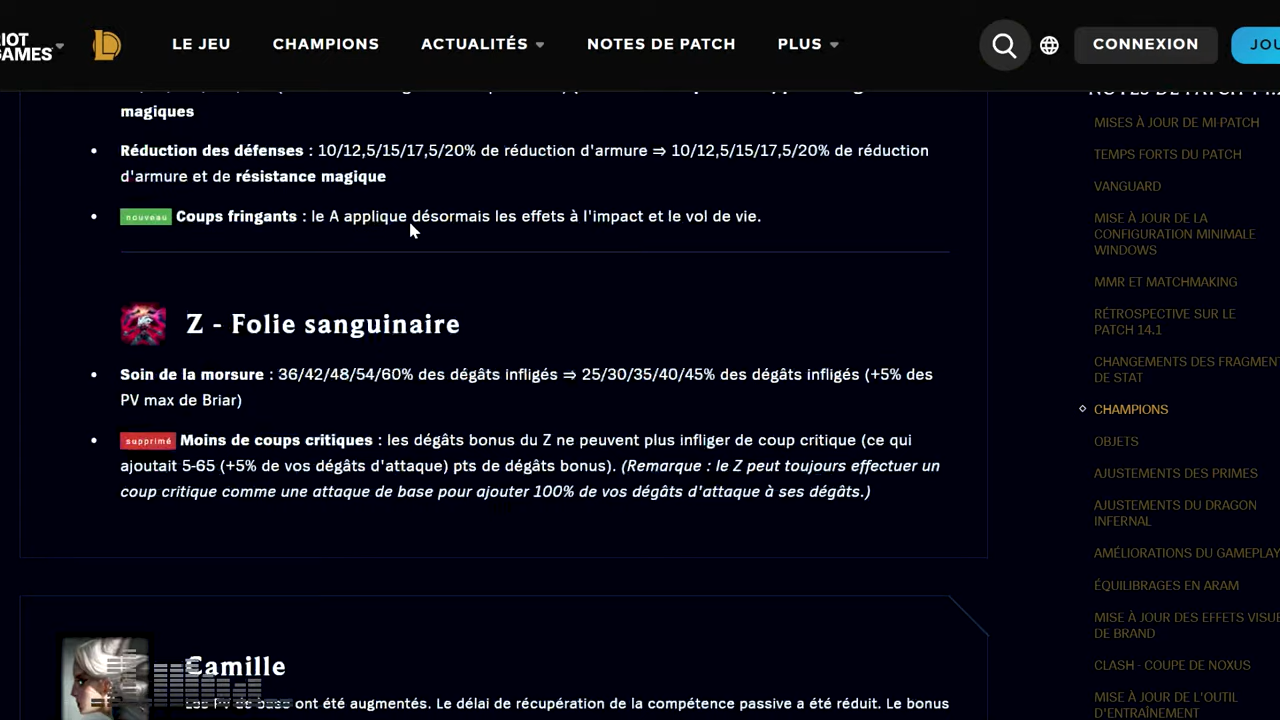 RIOT
GAMES
LE JEU
CHAMPIONS
ACTUALITÉS
NOTES DE PATCH
PLUS
CONNEXION
magiques
Réduction des défenses : 10/12,5/15/17,5/20% de réduction d'armure ⇒ 10/12,5/15/17,5/20% de réduction
d'armure et de résistance magique
nouveau Coups fringants : le A applique désormais les effets à l'impact et le vol de vie.
Z - Folie sanguinaire
Soin de la morsure : 36/42/48/54/60% des dégâts infligés ⇒ 25/30/35/40/45% des dégâts infligés (+5% des
PV max de Briar)
supprimé Moins de coups critiques : les dégâts bonus du Z ne peuvent plus infliger de coup critique (ce qui
ajoutait 5-65 (+5% de vos dégâts d'attaque) pts de dégâts bonus). (Remarque : le Z peut toujours effectuer un
coup critique comme une attaque de base pour ajouter 100% de vos dégâts d'attaque à ses dégâts.)
Camille
Les PV de base ont été augmentés. Le délai de récupération de la compétence passive a été réduit. Le bonus
NOTES DE PATCH
MISES À JOUR DE MI-PATCH
TEMPS FORTS DU PATCH
VANGUARD
MISE À JOUR DE LA
CONFIGURATION MINIMALE
WINDOWS
MMR ET MATCHMAKING
RÉTROSPECTIVE SUR LE
PATCH 14.1
CHANGEMENTS DES FRAGMENT
DE STAT
CHAMPIONS
OBJETS
AJUSTEMENTS DES PRIMES
AJUSTEMENTS DU DRAGON
INFERNAL
AMÉLIORATIONS DU GAMEPLAY
ÉQUILIBRAGES EN ARAM
MISE À JOUR DES EFFETS VISUE
DE BRAND
CLASH - COUPE DE NOXUS
MISE À JOUR DE L'OUTIL
D'ENTRAÎNEMENT